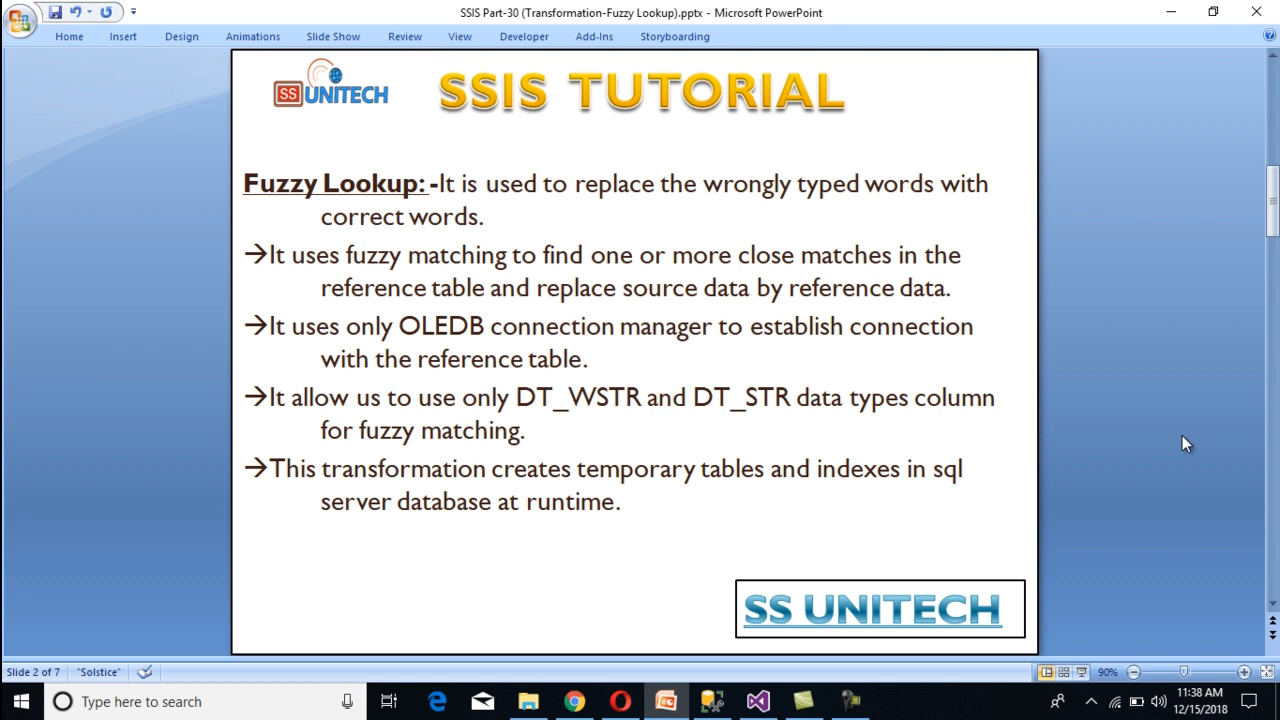 SSIS Part-30 (Transformation-Fuzzy Lookup).pptx - Microsoft PowerPoint
Home Insert Design Animations Slide Show Review View Developer Add-Ins Storyboarding
SS UNITECH
SSIS TUTORIAL
Fuzzy Lookup: -It is used to replace the wrongly typed words with
correct words.
→It uses fuzzy matching to find one or more close matches in the
reference table and replace source data by reference data.
→It uses only OLEDB connection manager to establish connection
with the reference table.
→It allow us to use only DT_WSTR and DT_STR data types column
for fuzzy matching.
→This transformation creates temporary tables and indexes in sql
server database at runtime.
SS UNITECH
Slide 2 of 7 "Solstice" 90%
Type here to search
11:38 AM
12/15/2018